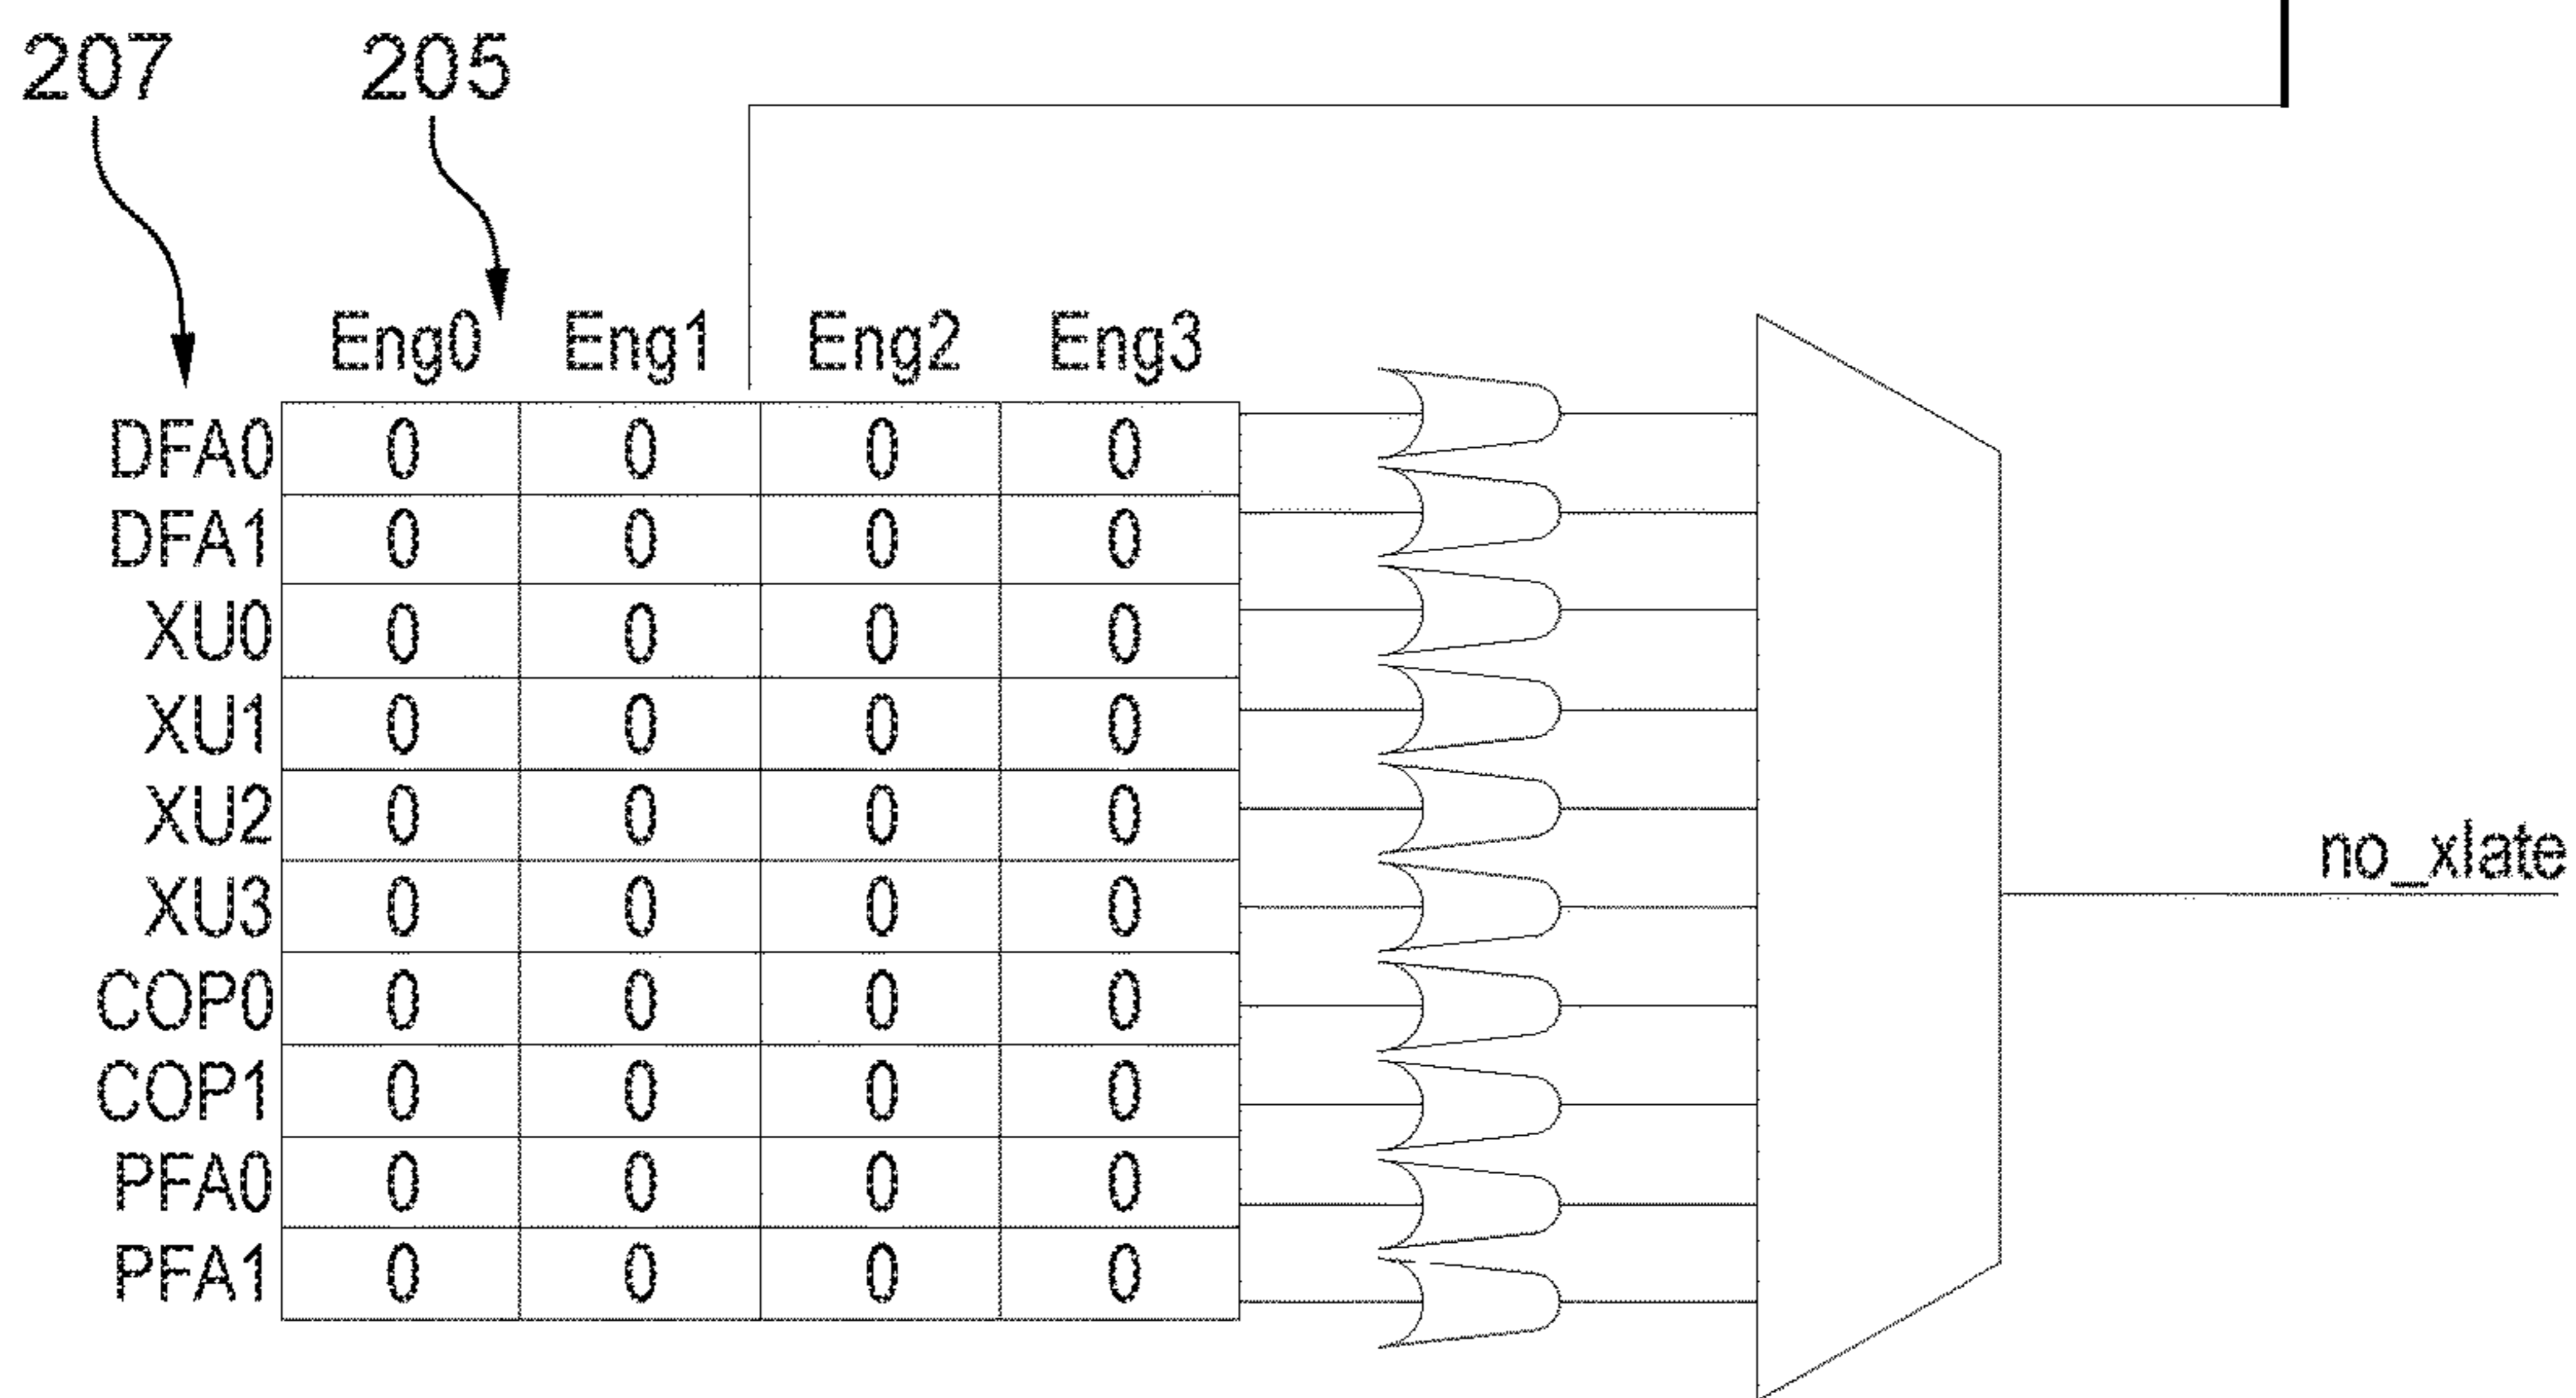 207 205
Eng0 Eng1 Eng2 Eng3
DFA0 0 0 0 0
DFA1 0 0 0 0
XU0 0 0 0 0
XU1 0 0 0 0
XU2 0 0 0 0
XU3 0 0 0 0
COP0 0 0 0 0
COP1 0 0 0 0
PFA0 0 0 0 0
PFA1 0 0 0 0
no_xlate